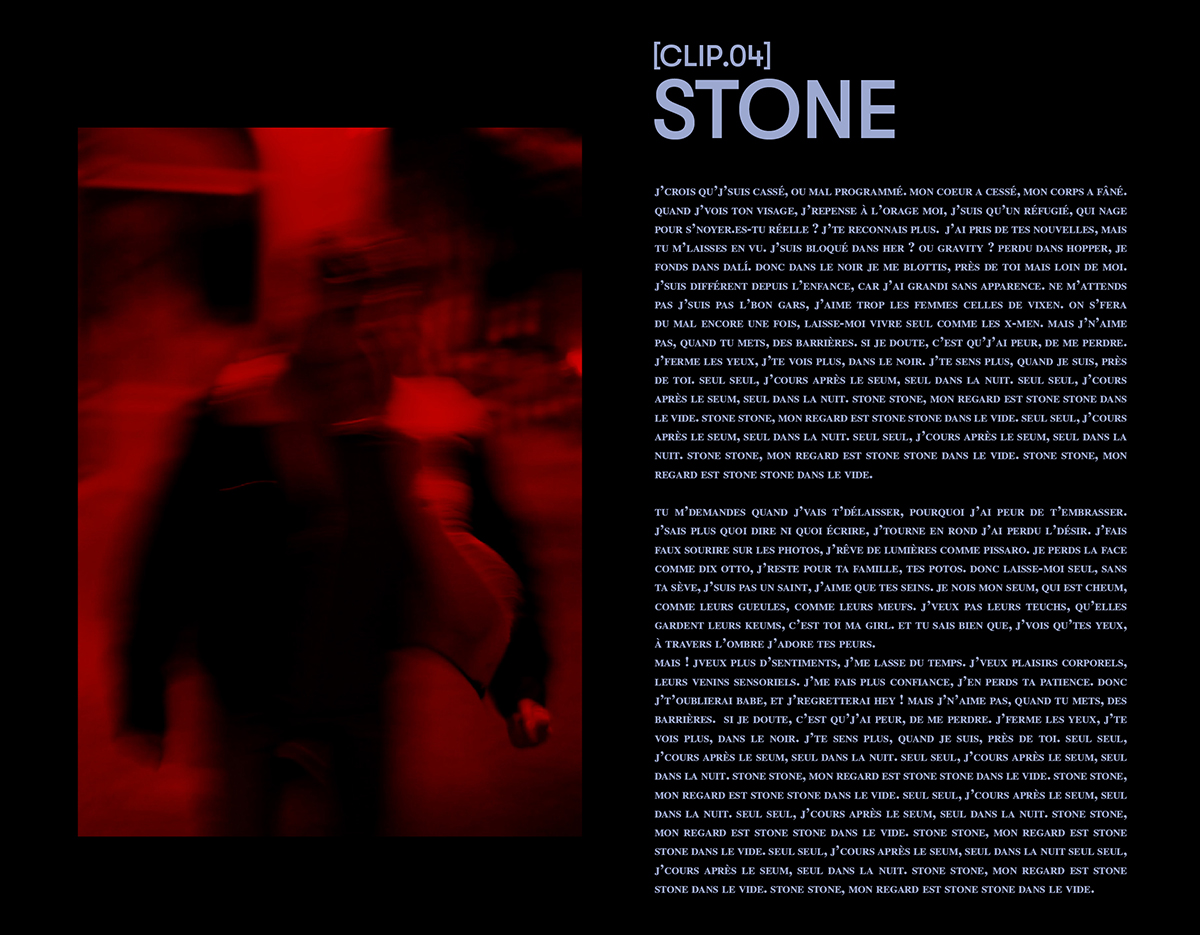 [CLIP.04]
STONE
J'CROIS QU'J'SUIS CASSÉ, OU MAL PROGRAMMÉ. MON COEUR A CESSÉ, MON CORPS A FÂNÉ.
QUAND J'VOIS TON VISAGE, J'REPENSE À L'ORAGE MOI, J'SUIS QU'UN RÉFUGIÉ, QUI NAGE
POUR S'NOYER.ES-TU RÉELLE ? J'TE RECONNAIS PLUS.  J'AI PRIS DE TES NOUVELLES, MAIS
TU M'LAISSES EN VU. J'SUIS BLOQUÉ DANS HER ? OU GRAVITY ? PERDU DANS HOPPER, JE
FONDS DANS DALÍ. DONC DANS LE NOIR JE ME BLOTTIS, PRÈS DE TOI MAIS LOIN DE MOI.
J'SUIS DIFFÉRENT DEPUIS L'ENFANCE, CAR J'AI GRANDI SANS APPARENCE. NE M'ATTENDS
PAS J'SUIS PAS L'BON GARS, J'AIME TROP LES FEMMES CELLES DE VIXEN. ON S'FERA
DU MAL ENCORE UNE FOIS, LAISSE-MOI VIVRE SEUL COMME LES X-MEN. MAIS J'N'AIME
PAS, QUAND TU METS, DES BARRIÈRES. SI JE DOUTE, C'EST QU'J'AI PEUR, DE ME PERDRE.
J'FERME LES YEUX, J'TE VOIS PLUS, DANS LE NOIR. J'TE SENS PLUS, QUAND JE SUIS, PRÈS
DE TOI. SEUL SEUL, J'COURS APRÈS LE SEUM, SEUL DANS LA NUIT. SEUL SEUL, J'COURS
APRÈS LE SEUM, SEUL DANS LA NUIT. STONE STONE, MON REGARD EST STONE STONE DANS
LE VIDE. STONE STONE, MON REGARD EST STONE STONE DANS LE VIDE. SEUL SEUL, J'COURS
APRÈS LE SEUM, SEUL DANS LA NUIT. SEUL SEUL, J'COURS APRÈS LE SEUM, SEUL DANS LA
NUIT. STONE STONE, MON REGARD EST STONE STONE DANS LE VIDE. STONE STONE, MON
REGARD EST STONE STONE DANS LE VIDE.
TU M'DEMANDES QUAND J'VAIS T'DÉLAISSER, POURQUOI J'AI PEUR DE T'EMBRASSER.
J'SAIS PLUS QUOI DIRE NI QUOI ÉCRIRE, J'TOURNE EN ROND J'AI PERDU L'DÉSIR. J'FAIS
FAUX SOURIRE SUR LES PHOTOS, J'RÊVE DE LUMIÈRES COMME PISSARO. JE PERDS LA FACE
COMME DIX OTTO, J'RESTE POUR TA FAMILLE, TES POTOS. DONC LAISSE-MOI SEUL, SANS
TA SÈVE, J'SUIS PAS UN SAINT, J'AIME QUE TES SEINS. JE NOIS MON SEUM, QUI EST CHEUM,
COMME LEURS GUEULES, COMME LEURS MEUFS. J'VEUX PAS LEURS TEUCHS, QU'ELLES
GARDENT LEURS KEUMS, C'EST TOI MA GIRL. ET TU SAIS BIEN QUE, J'VOIS QU'TES YEUX,
À TRAVERS L'OMBRE J'ADORE TES PEURS.
MAIS ! JVEUX PLUS D'SENTIMENTS, J'ME LASSE DU TEMPS. J'VEUX PLAISIRS CORPORELS,
LEURS VENINS SENSORIELS. J'ME FAIS PLUS CONFIANCE, J'EN PERDS TA PATIENCE. DONC
J'T'OUBLIERAI BABE, ET J'REGRETTERAI HEY ! MAIS J'N'AIME PAS, QUAND TU METS, DES
BARRIÈRES.  SI JE DOUTE, C'EST QU'J'AI PEUR, DE ME PERDRE. J'FERME LES YEUX, J'TE
VOIS PLUS, DANS LE NOIR. J'TE SENS PLUS, QUAND JE SUIS, PRÈS DE TOI. SEUL SEUL,
J'COURS APRÈS LE SEUM, SEUL DANS LA NUIT. SEUL SEUL, J'COURS APRÈS LE SEUM, SEUL
DANS LA NUIT. STONE STONE, MON REGARD EST STONE STONE DANS LE VIDE. STONE STONE,
MON REGARD EST STONE STONE DANS LE VIDE. SEUL SEUL, J'COURS APRÈS LE SEUM, SEUL
DANS LA NUIT. SEUL SEUL, J'COURS APRÈS LE SEUM, SEUL DANS LA NUIT. STONE STONE,
MON REGARD EST STONE STONE DANS LE VIDE. STONE STONE, MON REGARD EST STONE
STONE DANS LE VIDE. SEUL SEUL, J'COURS APRÈS LE SEUM, SEUL DANS LA NUIT SEUL SEUL,
J'COURS APRÈS LE SEUM, SEUL DANS LA NUIT. STONE STONE, MON REGARD EST STONE
STONE DANS LE VIDE. STONE STONE, MON REGARD EST STONE STONE DANS LE VIDE.